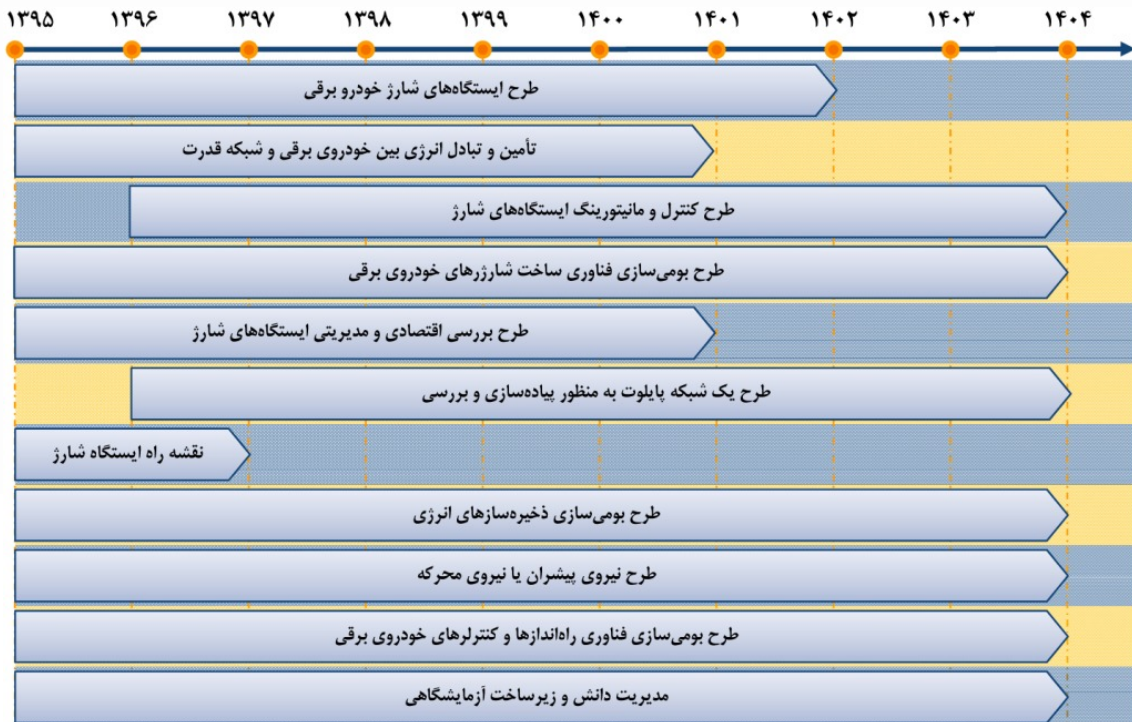 ۱۳۹۵ ۱۳۹۶ ۱۳۹۷ ۱۳۹۸ ۱۳۹۹ ۱۴۰۰ ۱۴۰۱ ۱۴۰۲ ۱۴۰۳ ۱۴۰۴
طرح ایستگاه‌های شارژ خودرو برقی
تأمین و تبادل انرژی بین خودروی برقی و شبکه قدرت
طرح کنترل و مانیتورینگ ایستگاه‌های شارژ
طرح بومی‌سازی فناوری ساخت شارژرهای خودروی برقی
طرح بررسی اقتصادی و مدیریتی ایستگاه‌های شارژ
طرح یک شبکه پایلوت به منظور پیاده‌سازی و بررسی
نقشه راه ایستگاه شارژ
طرح بومی‌سازی ذخیره‌سازهای انرژی
طرح نیروی پیشران یا نیروی محرکه
طرح بومی‌سازی فناوری راه‌اندازها و کنترلرهای خودروی برقی
مدیریت دانش و زیرساخت آزمایشگاهی